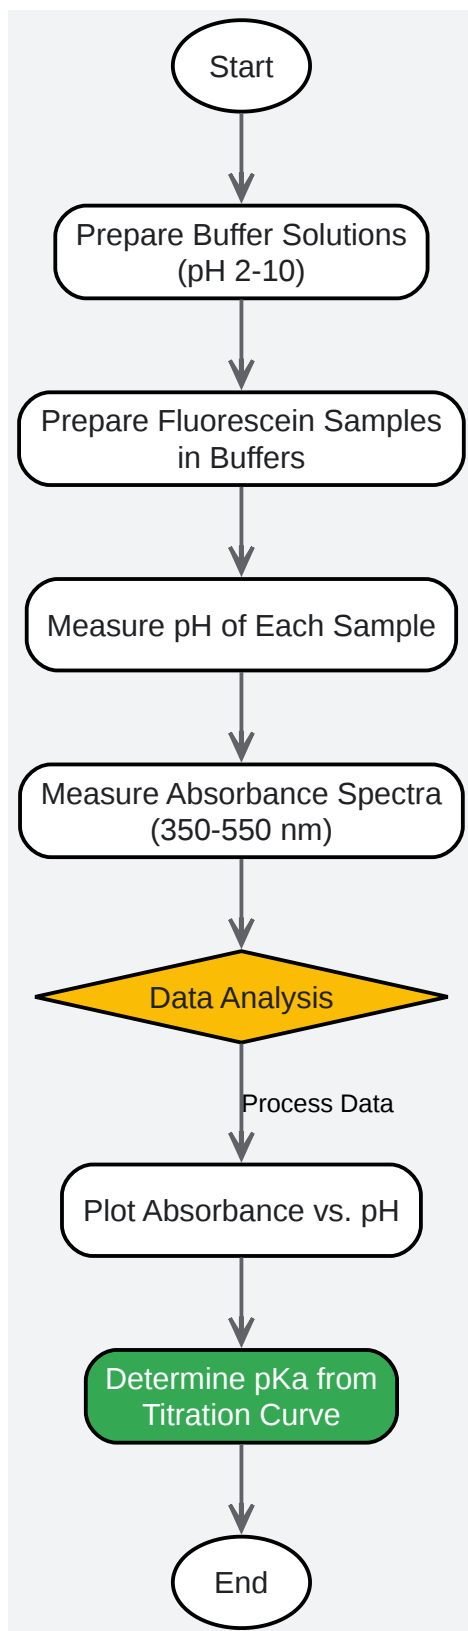 Start
Prepare Buffer Solutions
(pH 2-10)
Prepare Fluorescein Samples
in Buffers
Measure pH of Each Sample
Measure Absorbance Spectra
(350-550 nm)
Data Analysis
Process Data
Plot Absorbance vs. pH
Determine pKa from
Titration Curve
End